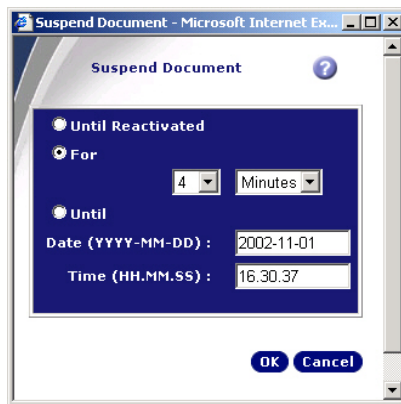 Suspend Document - Microsoft Internet Ex...
Suspend Document ?
Until Reactivated
For
4 Minutes
Until
Date (YYYY-MM-DD) : 2002-11-01
Time (HH.MM.SS) : 16.30.37
OK Cancel